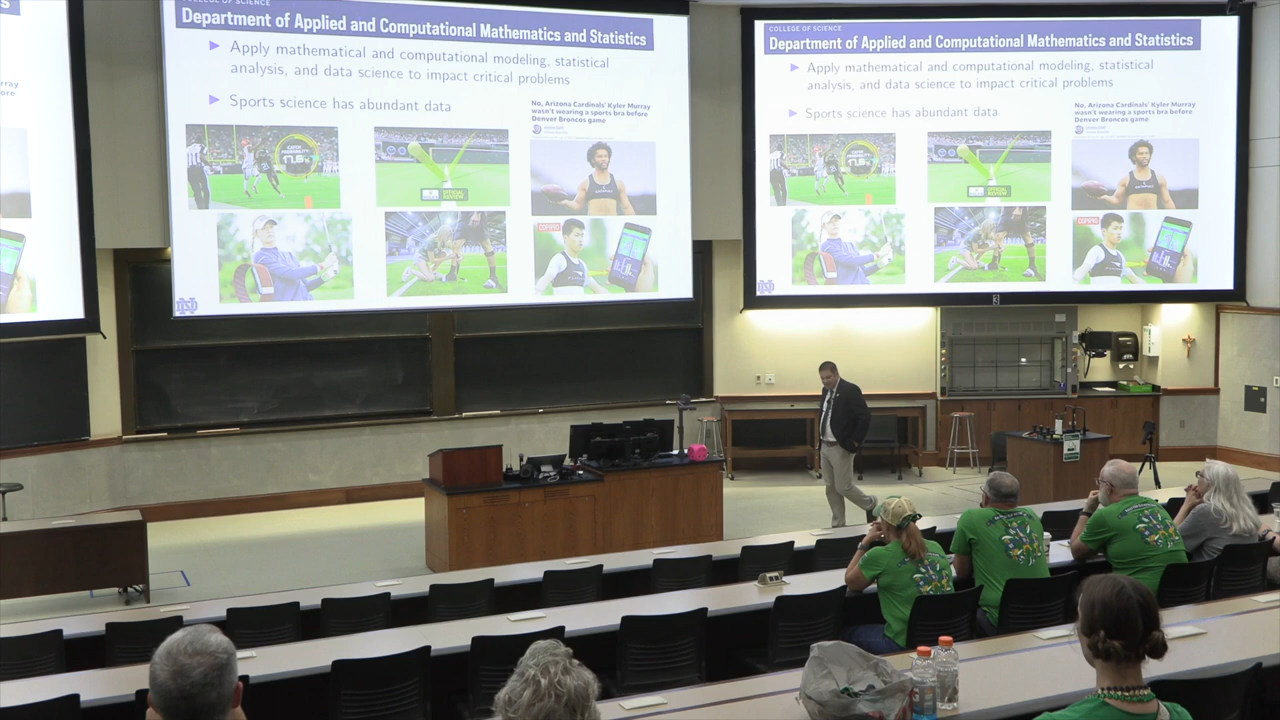 COLLEGE OF SCIENCE
Department of Applied and Computational Mathematics and Statistics
Apply mathematical and computational modeling, statistical
analysis, and data science to impact critical problems
Sports science has abundant data
No, Arizona Cardinals' Kyler Murray
wasn't wearing a sports bra before
Denver Broncos game
OFFICIAL
REVIEW
COLLEGE OF SCIENCE
Department of Applied and Computational Mathematics and Statistics
Apply mathematical and computational modeling, statistical
analysis, and data science to impact critical problems
Sports science has abundant data
No, Arizona Cardinals' Kyler Murray
wasn't wearing a sports bra before
Denver Broncos game
3